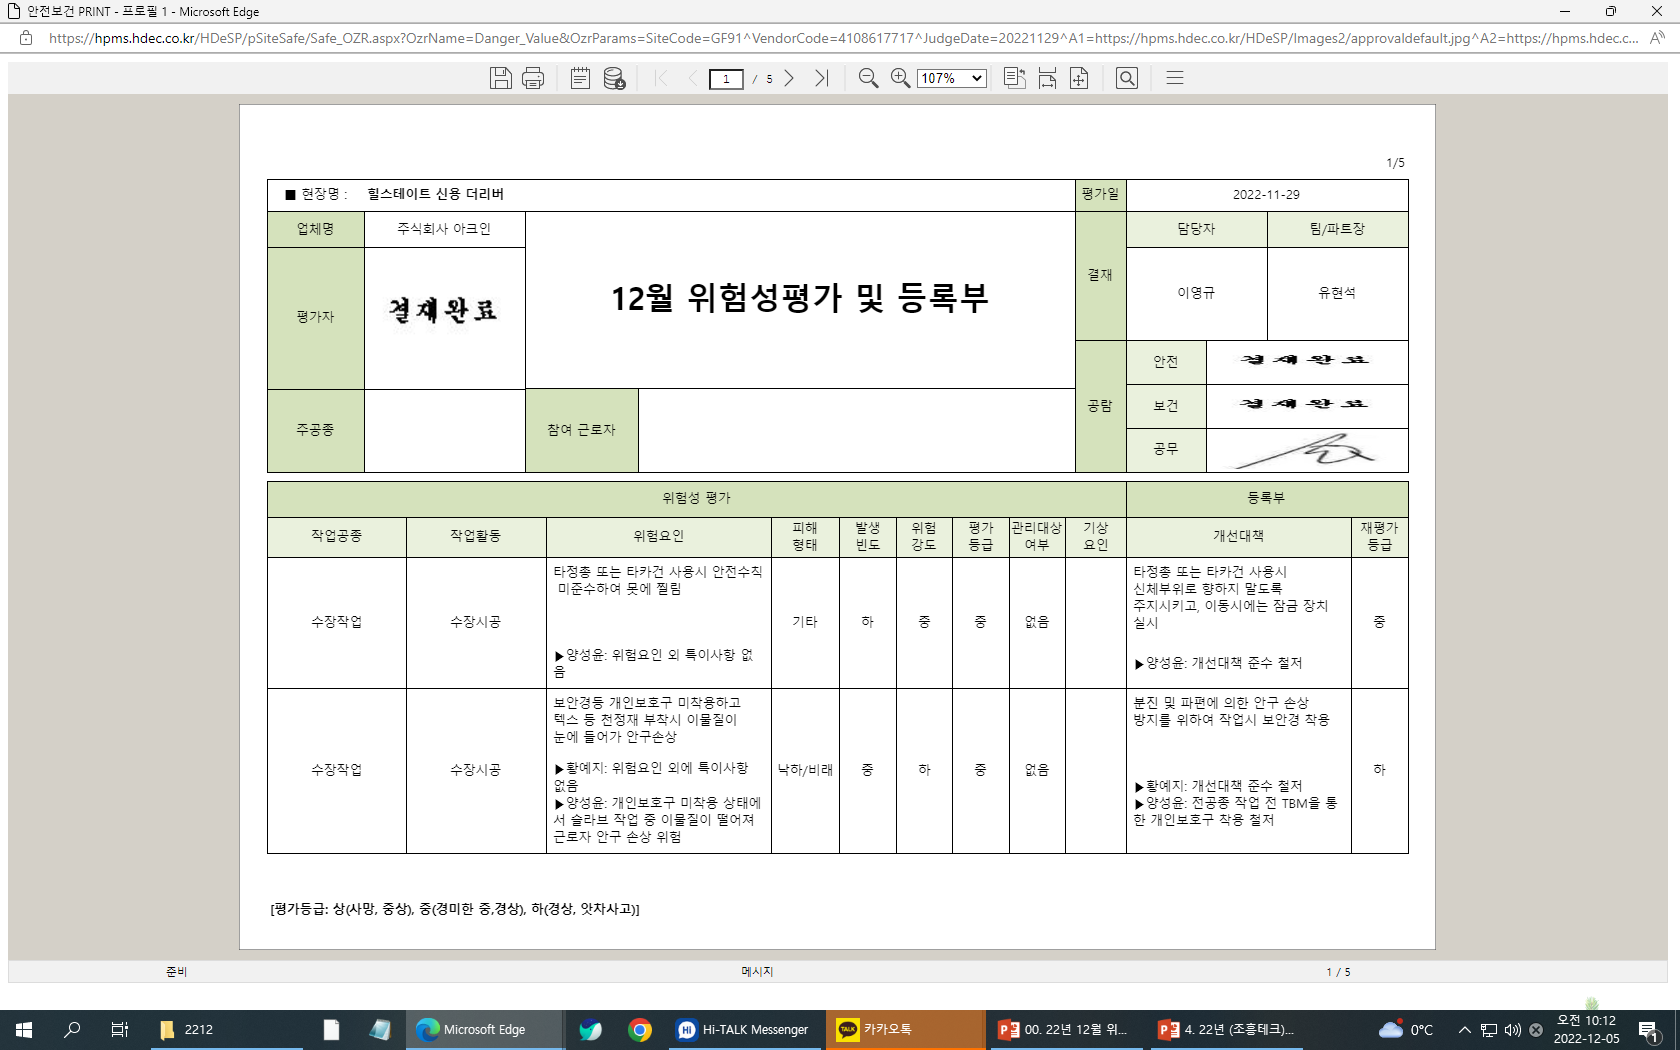 안전보건 PRINT - 프로필 1 - Microsoft Edge
https://hpms.hdec.co.kr/HDeSP/pSiteSafe/Safe_OZR.aspx?OzrName=Danger_Value&OzrParams=SiteCode=GF91^VendorCode=4108617717^JudgeDate=20221129^A1=https://hpms.hdec.co.kr/HDeSP/Images2/approvaldefault.jpg^A2=https://hpms.hdec.c...
1 / 5 107%
1/5
■ 현장명 : 힐스테이트 신용 더리버 평가일 2022-11-29
업체명 주식회사 아크인 담당자 팀/파트장
결재
평가자 결재완료 12월 위험성평가 및 등록부 이영규 유현석
안전 결재완료
공람 보건 결재완료
주공종 참여 근로자 공무
위험성 평가 등록부
작업공종 작업활동 위험요인 피해 발생 위험 평가 관리대상 기상 개선대책 재평가
형태 빈도 강도 등급 여부 요인 등급
타정총 또는 타카건 사용시 안전수칙 타정총 또는 타카건 사용시
미준수하여 못에 찔림 신체부위로 향하지 말도록
주지시키고, 이동시에는 잠금 장치
수장작업 수장시공 기타 하 중 중 없음 실시 중
▶양성윤: 위험요인 외 특이사항 없 ▶양성윤: 개선대책 준수 철저
음
보안경등 개인보호구 미착용하고 분진 및 파편에 의한 안구 손상
텍스 등 천정재 부착시 이물질이 방지를 위하여 작업시 보안경 착용
눈에 들어가 안구손상
수장작업 수장시공 ▶황예지: 위험요인 외에 특이사항 낙하/비래 중 하 중 없음 하
없음 ▶황예지: 개선대책 준수 철저
▶양성윤: 개인보호구 미착용 상태에 ▶양성윤: 전공종 작업 전 TBM을 통
서 슬라브 작업 중 이물질이 떨어져 한 개인보호구 착용 철저
근로자 안구 손상 위험
[평가등급: 상(사망, 중상), 중(경미한 중,경상), 하(경상, 앗차사고)]
준비 메시지 1 / 5
2212 Microsoft Edge Hi-TALK Messenger 카카오톡 00. 22년 12월 위... 4. 22년 (조흥테크)... 0°C 오전 10:12
2022-12-05 1